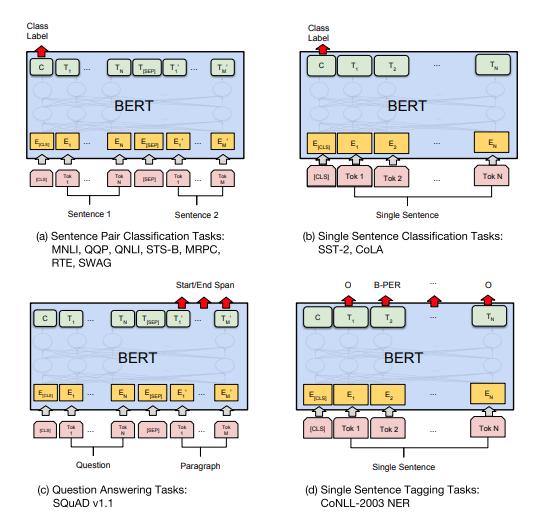 Class
Label
C T1 ... TN T[SEP] T1' ... TM'
BERT
E[CLS] E1 ... EN E[SEP] E1' ... EM'
[CLS] Tok 1 ... Tok N [SEP] Tok 1 ... Tok M
Sentence 1 Sentence 2
(a) Sentence Pair Classification Tasks:
MNLI, QQP, QNLI, STS-B, MRPC,
RTE, SWAG
Class
Label
C T1 T2 ... TN
BERT
E[CLS] E1 E2 ... EN
[CLS] Tok 1 Tok 2 ... Tok N
Single Sentence
(b) Single Sentence Classification Tasks:
SST-2, CoLA
Start/End Span
C T1 ... TN T[SEP] T1' ... TM'
BERT
E[CLS] E1 ... EN E[SEP] E1' ... EM'
[CLS] Tok 1 ... Tok N [SEP] Tok 1 ... Tok M
Question Paragraph
(c) Question Answering Tasks:
SQuAD v1.1
O B-PER ... O
C T1 T2 ... TN
BERT
E[CLS] E1 E2 ... EN
[CLS] Tok 1 Tok 2 ... Tok N
Single Sentence
(d) Single Sentence Tagging Tasks:
CoNLL-2003 NER